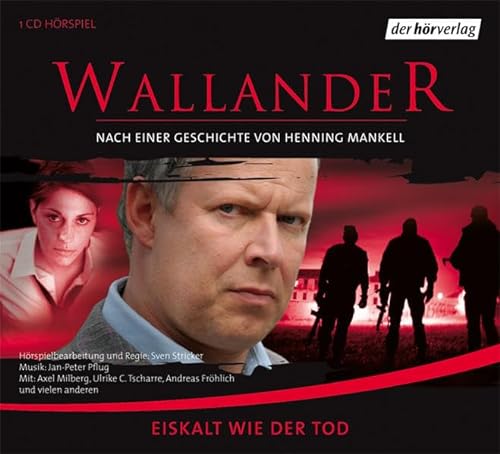 1 CD HÖRSPIEL
der hörverlag
WALLANDER
NACH EINER GESCHICHTE VON HENNING MANKELL
Hörspielbearbeitung und Regie: Sven Stricker
Musik: Jan-Peter Pflug
Mit: Axel Milberg, Ulrike C. Tscharre, Andreas Fröhlich
und vielen anderen
EISKALT WIE DER TOD